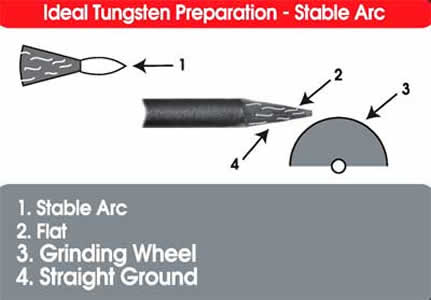 Ideal Tungsten Preparation - Stable Arc
1
2
3
4
1. Stable Arc
2. Flat
3. Grinding Wheel
4. Straight Ground